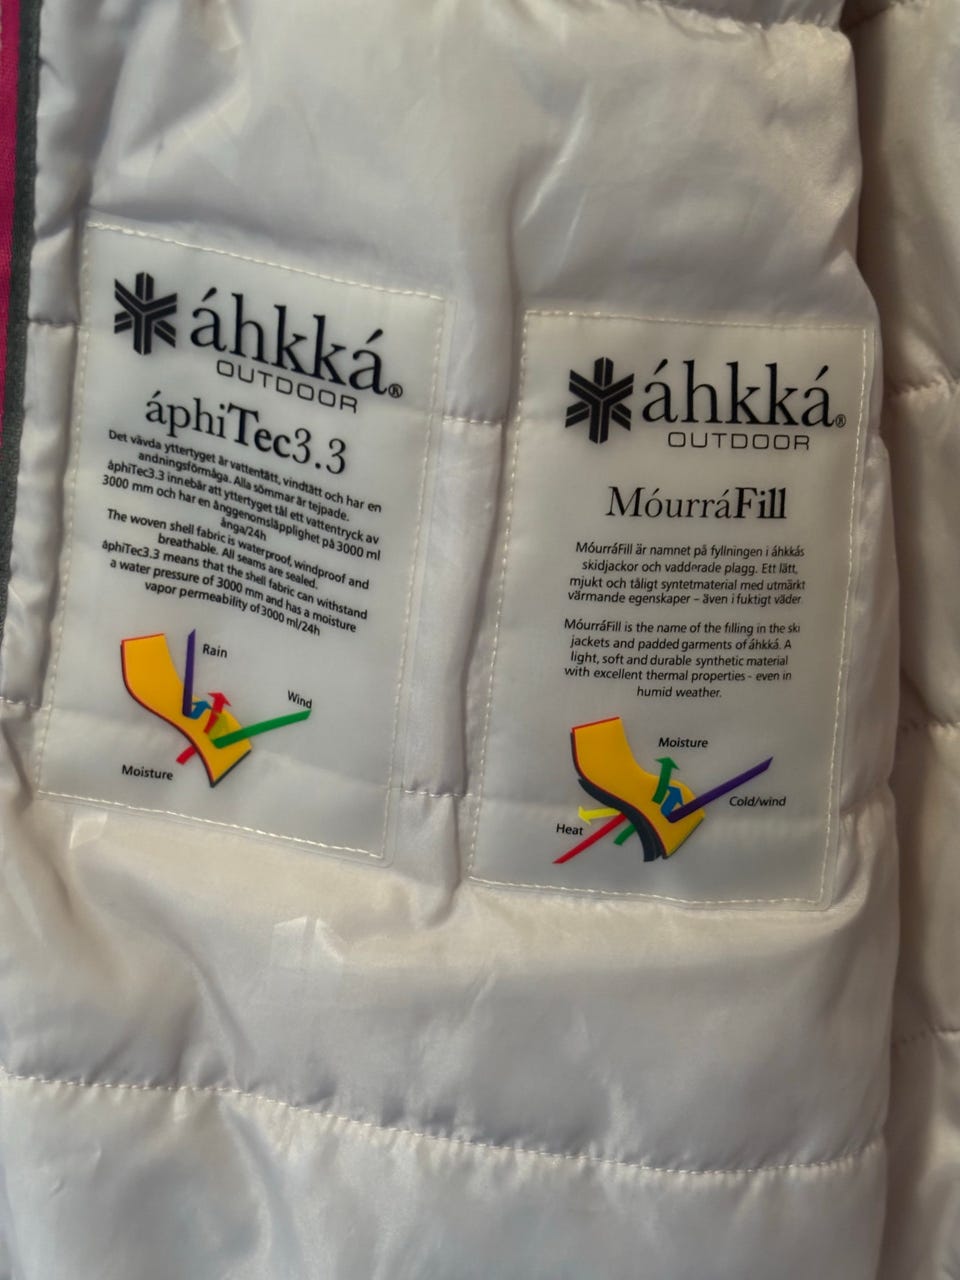 áhkká®
OUTDOOR
áphiTec3.3
Det vävda yttertyget är vattentätt, vindtätt och har en
andningsförmåga. Alla sömmar är tejpade.
áphiTec3.3 innebär att yttertyget tål ett vattentryck av
3000 mm och har en ånggenomsläpplighet på 3000 ml
ånga/24h
The woven shell fabric is waterproof, windproof and
breathable. All seams are sealed.
áphiTec3.3 means that the shell fabric can withstand
a water pressure of 3000 mm and has a moisture
vapor permeability of 3000 ml/24h
Rain
Wind
Moisture
áhkká®
OUTDOOR
MóurráFill
MóurráFill är namnet på fyllningen i áhkkás
skidjackor och vadderade plagg. Ett lätt,
mjukt och tåligt syntetmaterial med utmärkt
värmande egenskaper – även i fuktigt väder
MóurráFill is the name of the filling in the ski
jackets and padded garments of áhkká. A
light, soft and durable synthetic material
with excellent thermal properties - even in
humid weather.
Moisture
Cold/wind
Heat